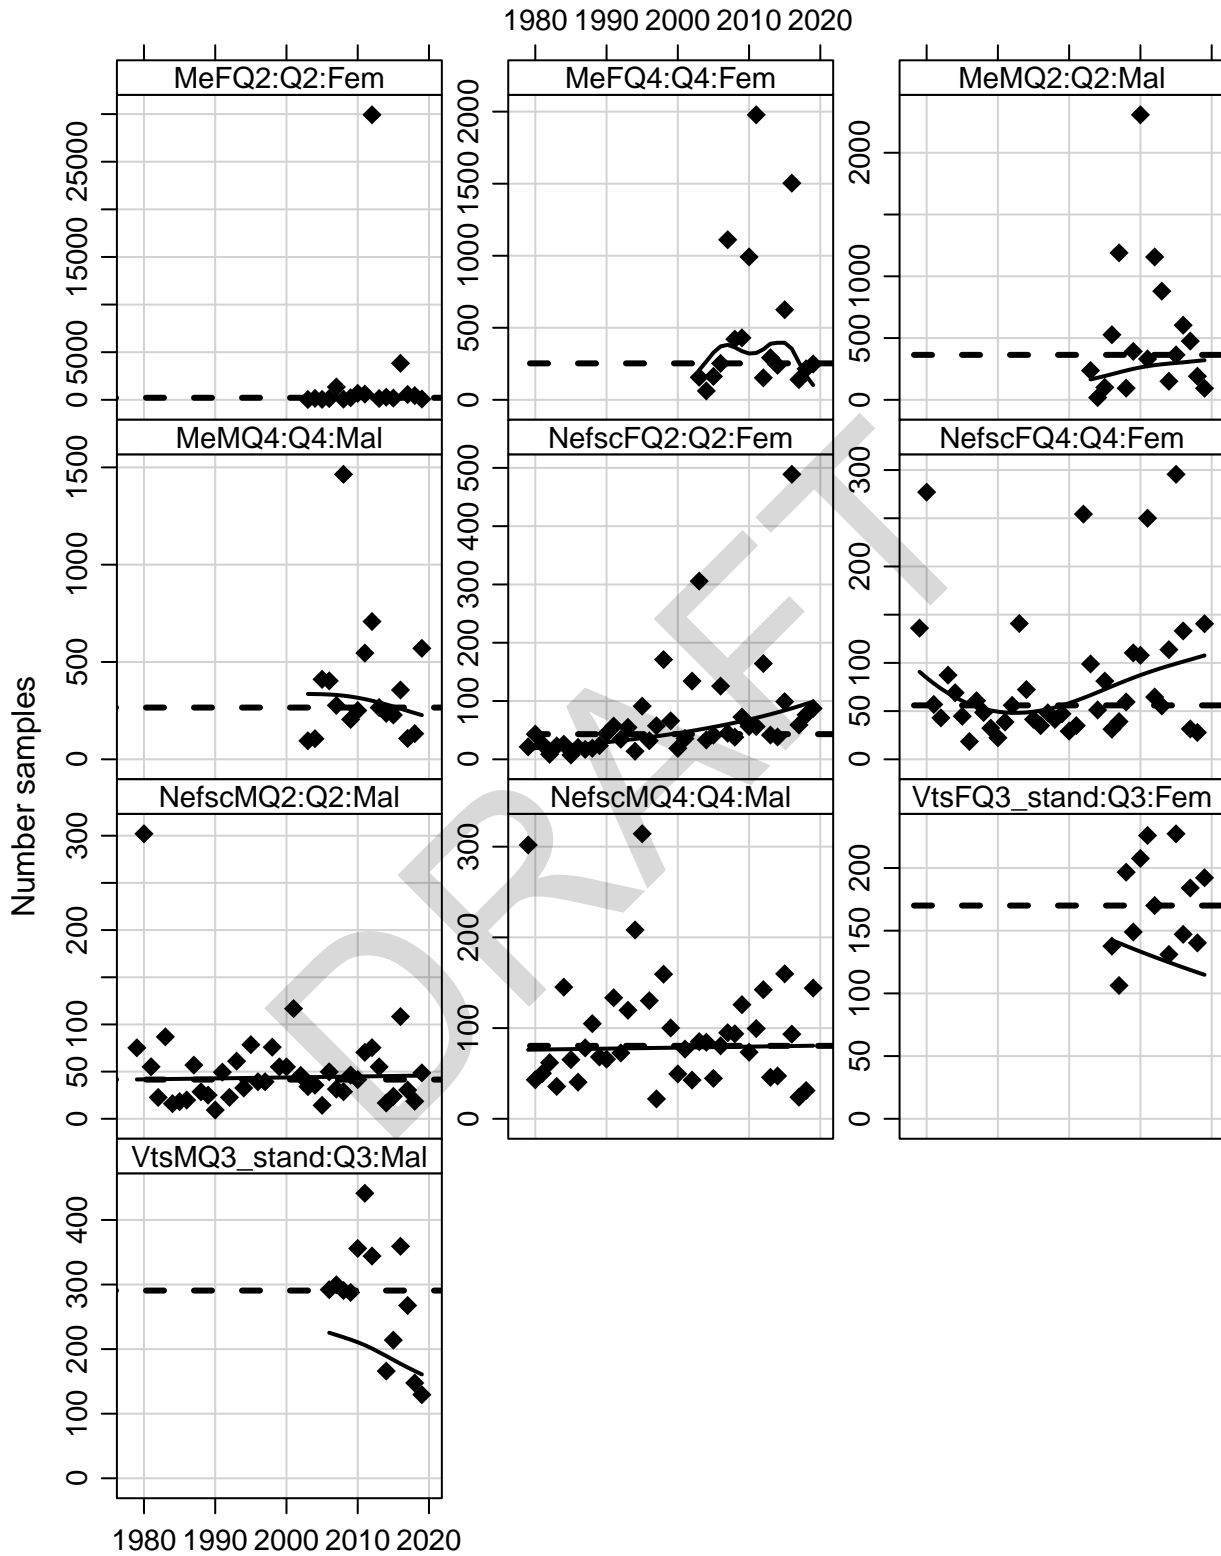 1980 1990 2000 2010 2020
MeFQ2:Q2:Fem
MeFQ4:Q4:Fem
MeMQ2:Q2:Mal
0 5000 15000 25000
0 500 1000 1500 2000
0 500 1000 2000
MeMQ4:Q4:Mal
NefscFQ2:Q2:Fem
NefscFQ4:Q4:Fem
0 500 1000 1500
0 100 200 300 400 500
0 50 100 200 300
NefscMQ2:Q2:Mal
NefscMQ4:Q4:Mal
VtsFQ3_stand:Q3:Fem
0 50 100 200 300
0 100 200 300
0 50 100 150 200
VtsMQ3_stand:Q3:Mal
0 100 200 300 400
1980 1990 2000 2010 2020
Number samples
DRAFT